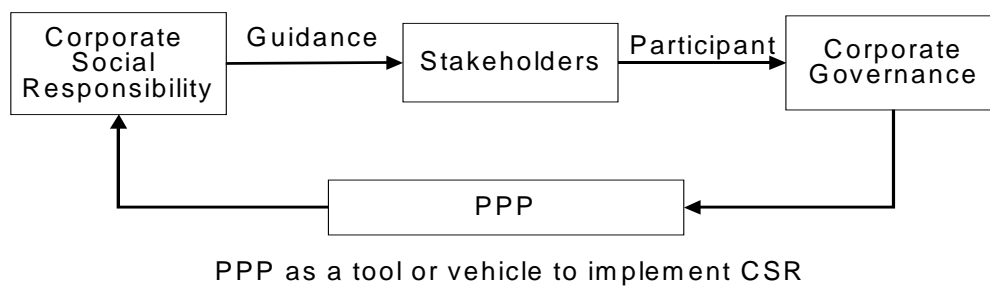 Corporate
Social
Responsibility
Guidance
Stakeholders
Participant
Corporate
Governance
PPP
PPP as a tool or vehicle to implement CSR